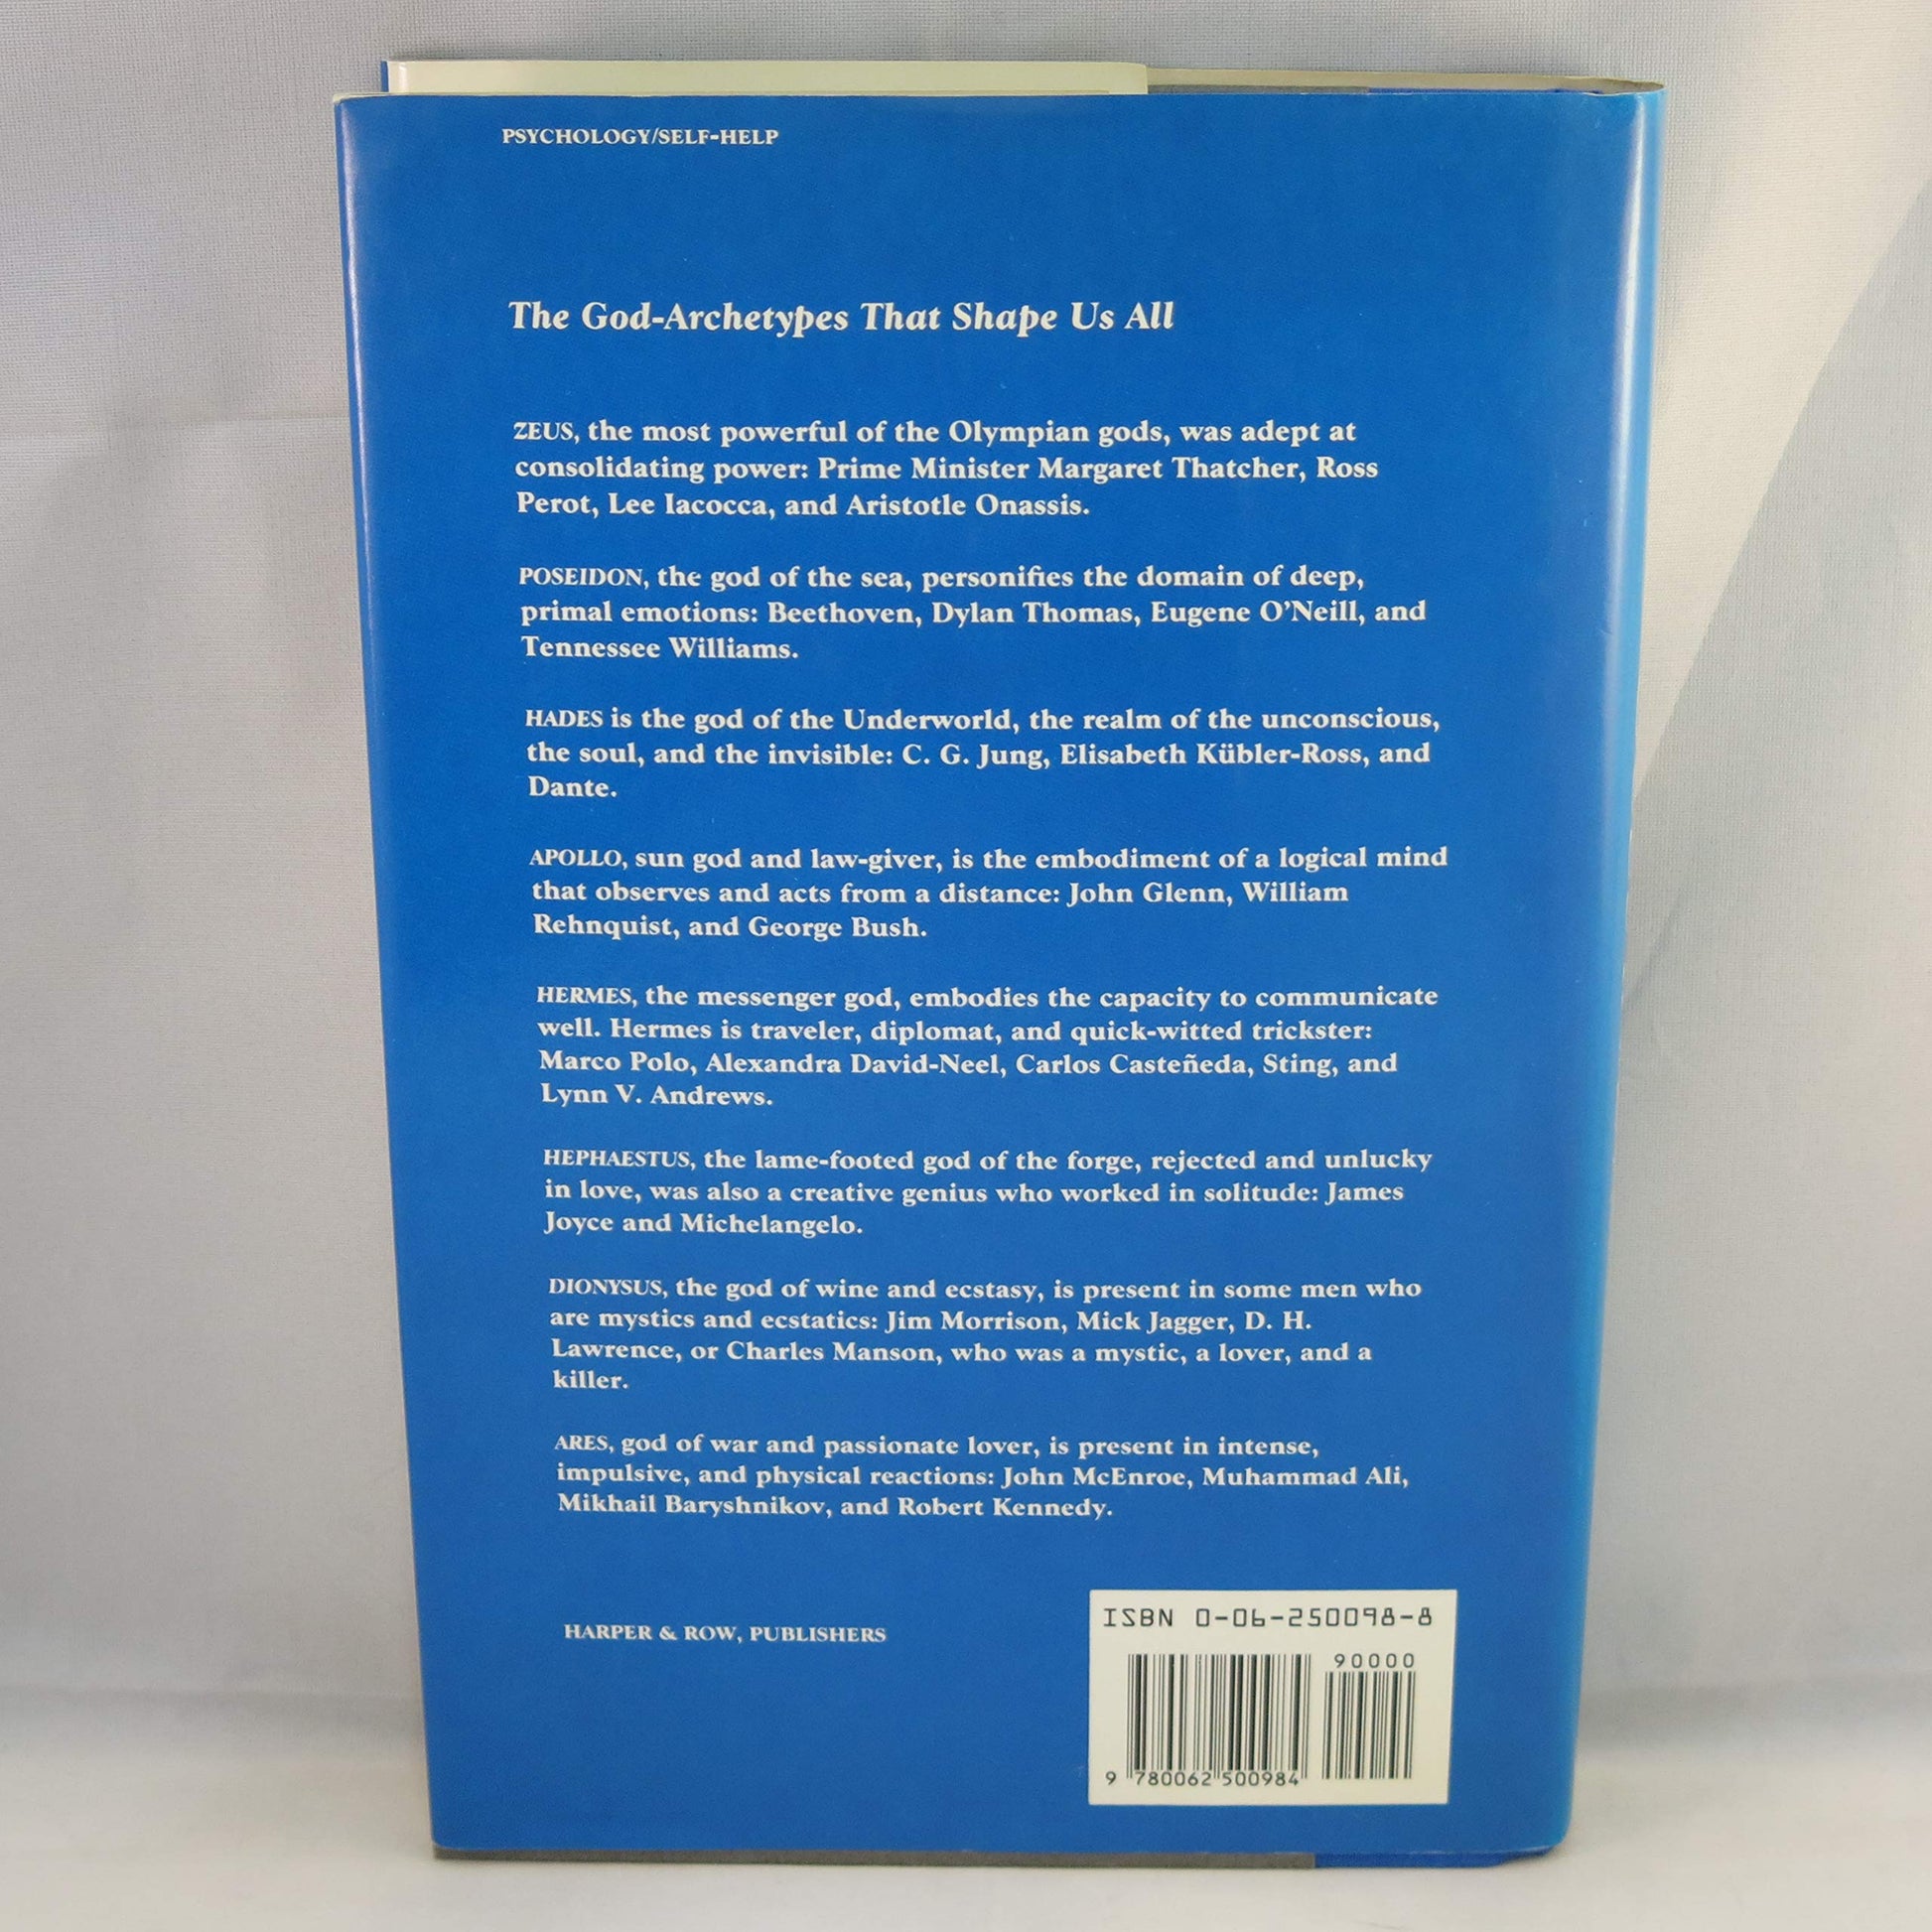 PSYCHOLOGY/SELF-HELP
The God-Archetypes That Shape Us All
ZEUS, the most powerful of the Olympian gods, was adept at
consolidating power: Prime Minister Margaret Thatcher, Ross
Perot, Lee Iacocca, and Aristotle Onassis.
POSEIDON, the god of the sea, personifies the domain of deep,
primal emotions: Beethoven, Dylan Thomas, Eugene O'Neill, and
Tennessee Williams.
HADES is the god of the Underworld, the realm of the unconscious,
the soul, and the invisible: C. G. Jung, Elisabeth Kübler-Ross, and
Dante.
APOLLO, sun god and law-giver, is the embodiment of a logical mind
that observes and acts from a distance: John Glenn, William
Rehnquist, and George Bush.
HERMES, the messenger god, embodies the capacity to communicate
well. Hermes is traveler, diplomat, and quick-witted trickster:
Marco Polo, Alexandra David-Neel, Carlos Casteñeda, Sting, and
Lynn V. Andrews.
HEPHAESTUS, the lame-footed god of the forge, rejected and unlucky
in love, was also a creative genius who worked in solitude: James
Joyce and Michelangelo.
DIONYSUS, the god of wine and ecstasy, is present in some men who
are mystics and ecstatics: Jim Morrison, Mick Jagger, D. H.
Lawrence, or Charles Manson, who was a mystic, a lover, and a
killer.
ARES, god of war and passionate lover, is present in intense,
impulsive, and physical reactions: John McEnroe, Muhammad Ali,
Mikhail Baryshnikov, and Robert Kennedy.
HARPER & ROW, PUBLISHERS
ISBN 0-06-250098-8
90000
9 780062 500984